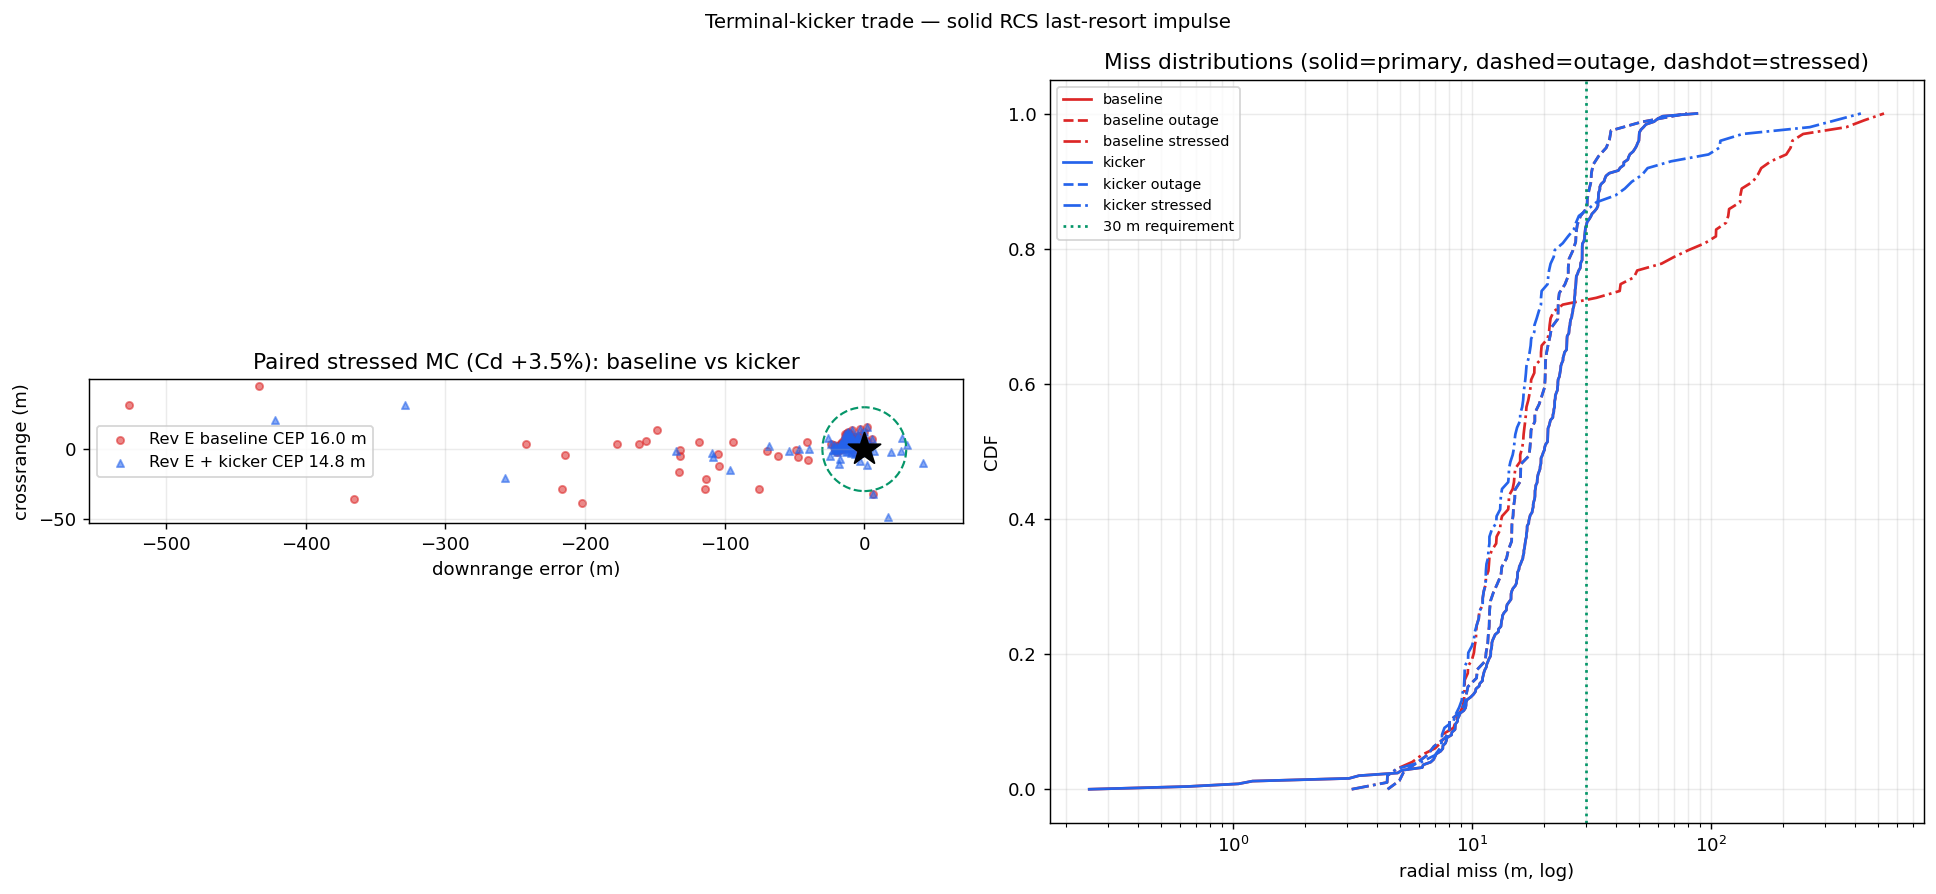 Terminal-kicker trade — solid RCS last-resort impulse
Paired stressed MC (Cd +3.5%): baseline vs kicker
crossrange (m)
0
−50
Rev E baseline CEP 16.0 m
Rev E + kicker CEP 14.8 m
−500
−400
−300
−200
−100
0
downrange error (m)
Miss distributions (solid=primary, dashed=outage, dashdot=stressed)
CDF
1.0
0.8
0.6
0.4
0.2
0.0
baseline
baseline outage
baseline stressed
kicker
kicker outage
kicker stressed
30 m requirement
10⁰
10¹
10²
radial miss (m, log)